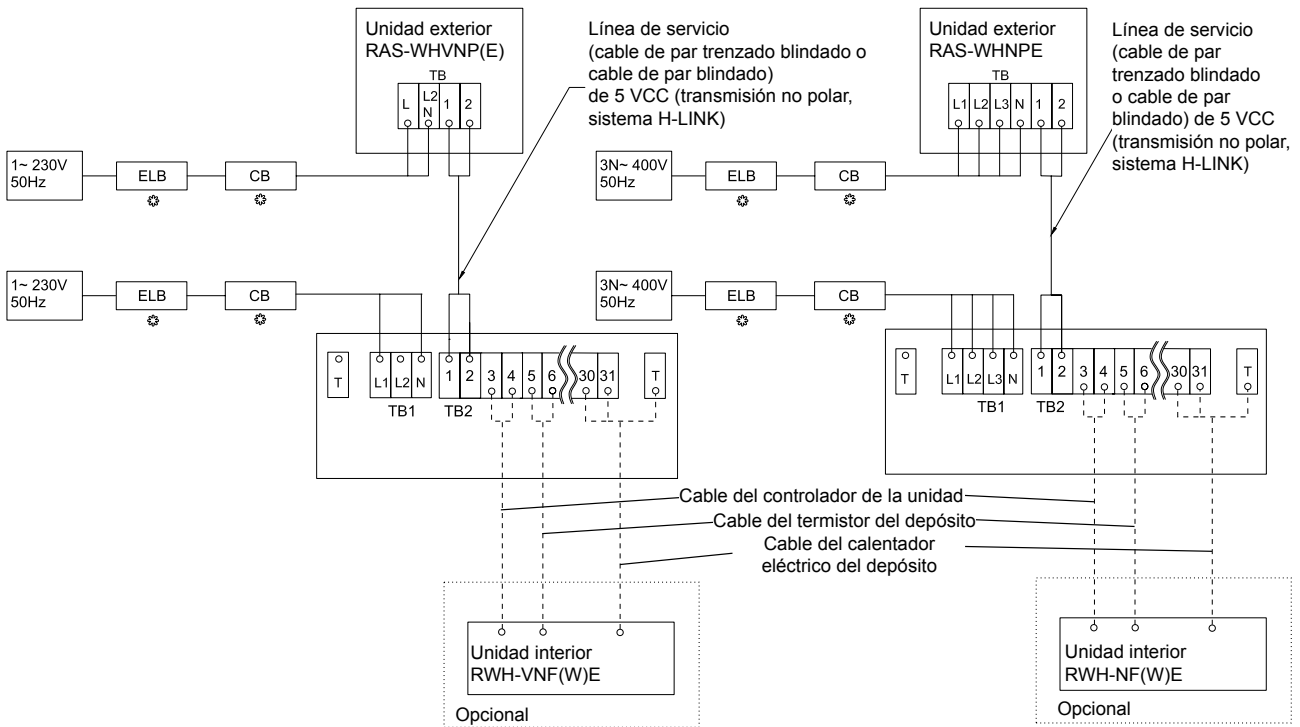 Unidad exterior
RAS-WHVNP(E)
TB
L
L2
N
1
2
Línea de servicio
(cable de par trenzado blindado o
cable de par blindado)
de 5 VCC (transmisión no polar,
sistema H-LINK)
1~ 230V
50Hz
ELB
CB
1~ 230V
50Hz
ELB
CB
T
L1
L2
N
TB1
1
2
3
4
5
6
30
31
T
TB2
Unidad exterior
RAS-WHNPE
TB
L1
L2
L3
N
1
2
Línea de servicio
(cable de par
trenzado blindado
o cable de par
blindado) de 5 VCC
(transmisión no polar,
sistema H-LINK)
3N~ 400V
50Hz
ELB
CB
3N~ 400V
50Hz
ELB
CB
T
L1
L2
L3
N
TB1
1
2
3
4
5
6
30
31
T
TB2
Cable del controlador de la unidad
Cable del termistor del depósito
Cable del calentador
eléctrico del depósito
Unidad interior
RWH-VNF(W)E
Opcional
Unidad interior
RWH-NF(W)E
Opcional